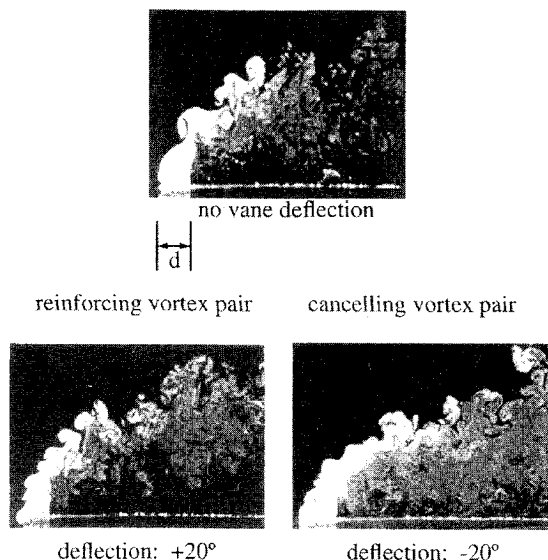 no vane deflection
d
reinforcing vortex pair
cancelling vortex pair
deflection: +20°
deflection: -20°